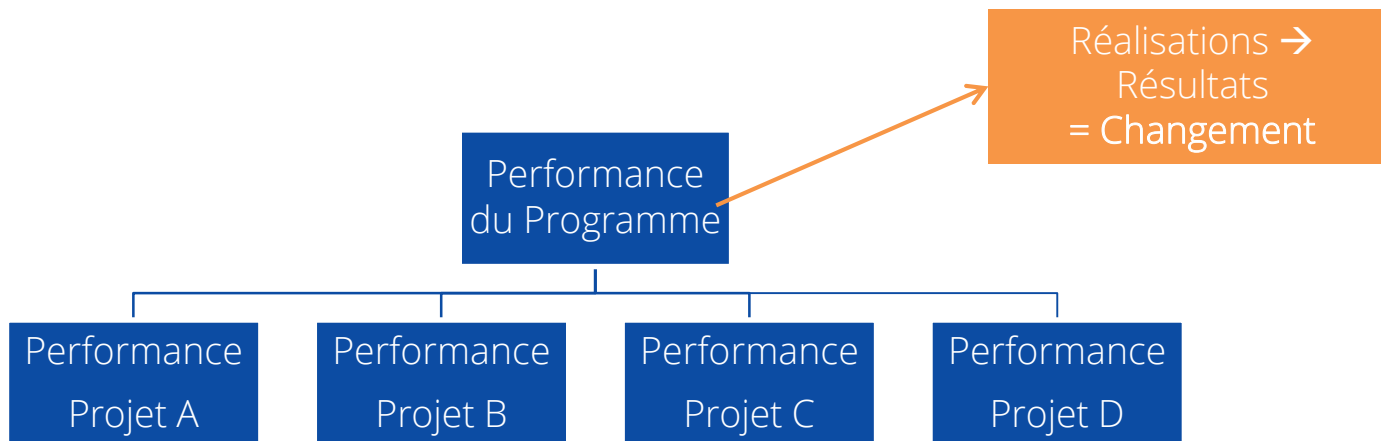 Réalisations →
Résultats
= Changement
Performance
du Programme
Performance
Projet A
Performance
Projet B
Performance
Projet C
Performance
Projet D